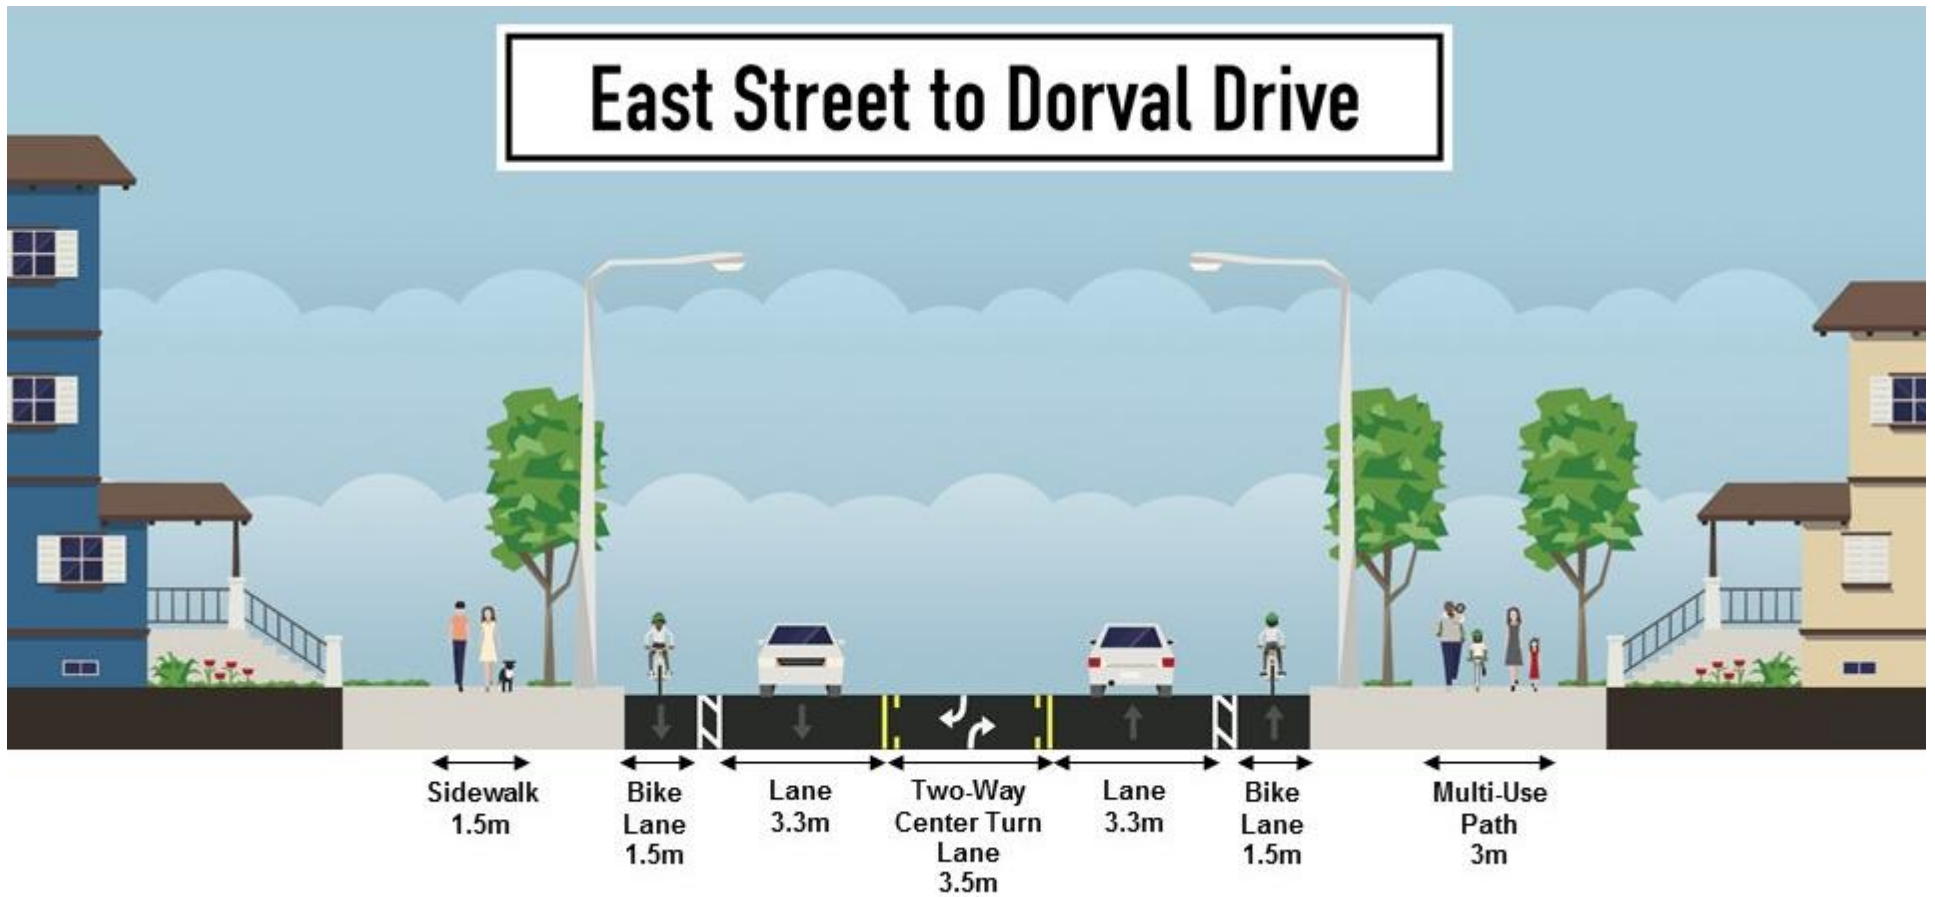 East Street to Dorval Drive
Sidewalk
1.5m
Bike
Lane
1.5m
Lane
3.3m
Two-Way
Center Turn
Lane
3.5m
Lane
3.3m
Bike
Lane
1.5m
Multi-Use
Path
3m